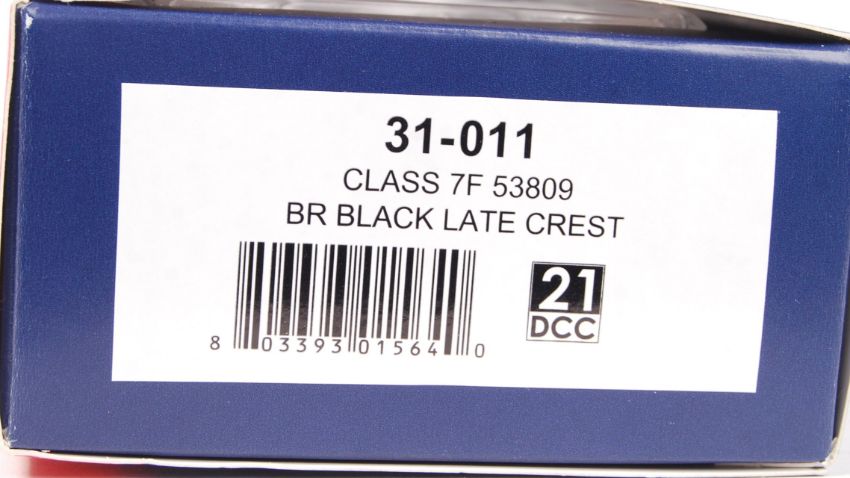 31-011
CLASS 7F 53809
BR BLACK LATE CREST
21
DCC
8 03393 01564 0